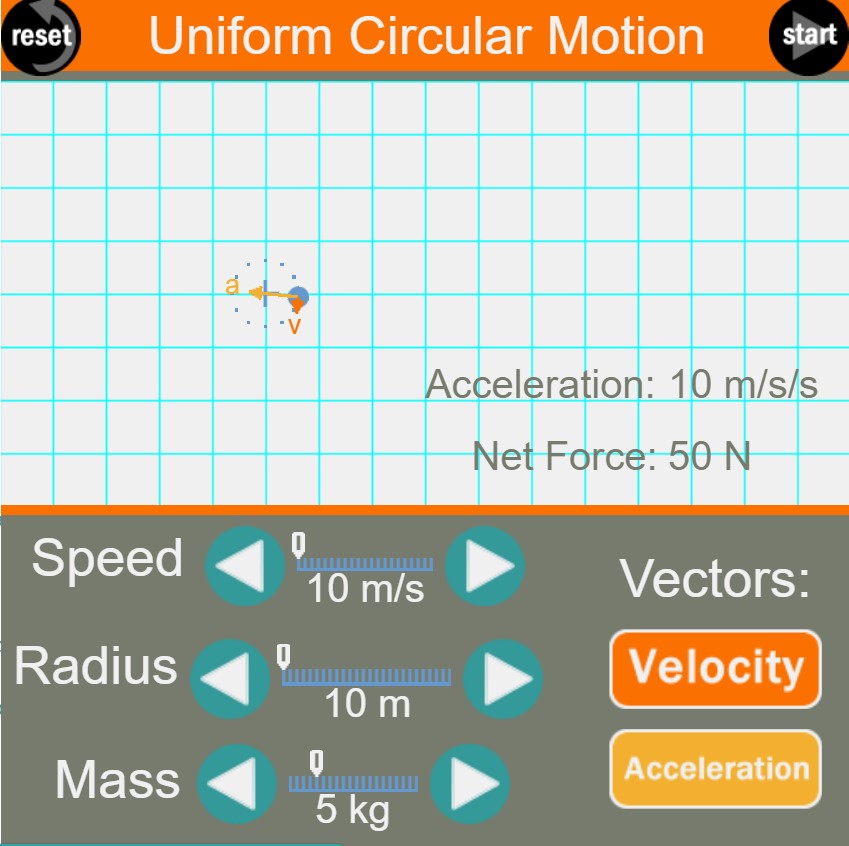 reset
Uniform Circular Motion
start
a
v
Acceleration: 10 m/s/s
Net Force: 50 N
Speed
10 m/s
Vectors:
Radius
10 m
Velocity
Mass
5 kg
Acceleration